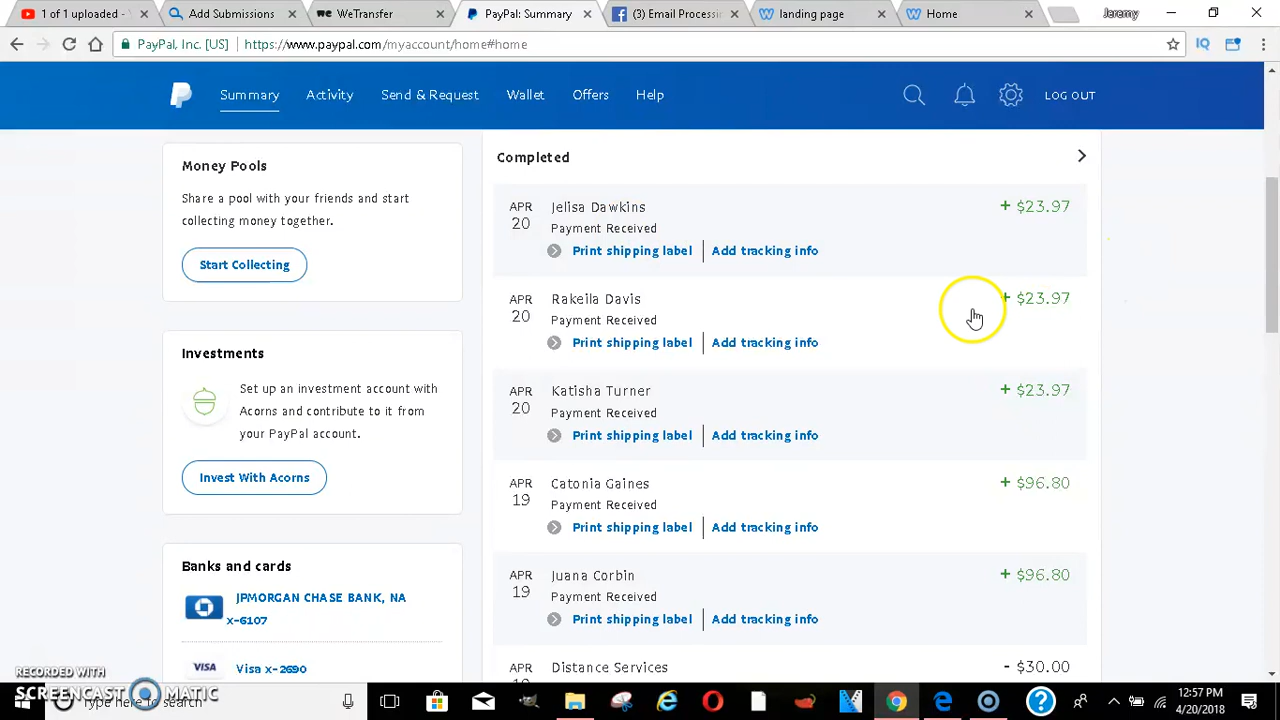 1 of 1 uploaded - Y
Add Submissions
WeTransfer
PayPal: Summary
(3) Email Processin
landing page
Home
Jeremy
PayPal, Inc. [US]
https://www.paypal.com/myaccount/home#home
Summary
Activity
Send & Request
Wallet
Offers
Help
LOG OUT
Money Pools
Share a pool with your friends and start
collecting money together.
Start Collecting
Investments
Set up an investment account with
Acorns and contribute to it from
your PayPal account.
Invest With Acorns
Banks and cards
JPMORGAN CHASE BANK, NA
x-6107
VISA
Visa x-2690
Completed
APR
20
Jelisa Dawkins
+ $23.97
Payment Received
Print shipping label
Add tracking info
APR
20
Rakeila Davis
+ $23.97
Payment Received
Print shipping label
Add tracking info
APR
20
Katisha Turner
+ $23.97
Payment Received
Print shipping label
Add tracking info
APR
19
Catonia Gaines
+ $96.80
Payment Received
Print shipping label
Add tracking info
APR
19
Juana Corbin
+ $96.80
Payment Received
Print shipping label
Add tracking info
APR
Distance Services
- $30.00
RECORDED WITH
SCREENCAST MATIC
Type here to search
12:57 PM
4/20/2018